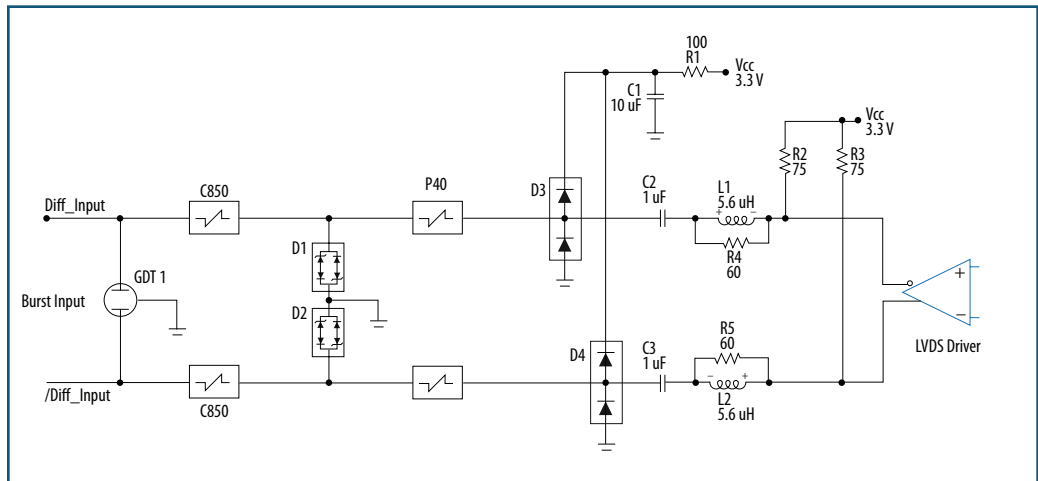 100
R1
Vcc
3.3 V
C1
10 uF
Vcc
3.3 V
R2
75
R3
75
C850
P40
D3
C2
1 uF
L1
5.6 uH
+
−
Diff_Input
R4
60
D1
GDT 1
Burst Input
D2
+
−
LVDS Driver
D4
C3
1 uF
R5
60
−
+
L2
5.6 uH
/Diff_Input
C850